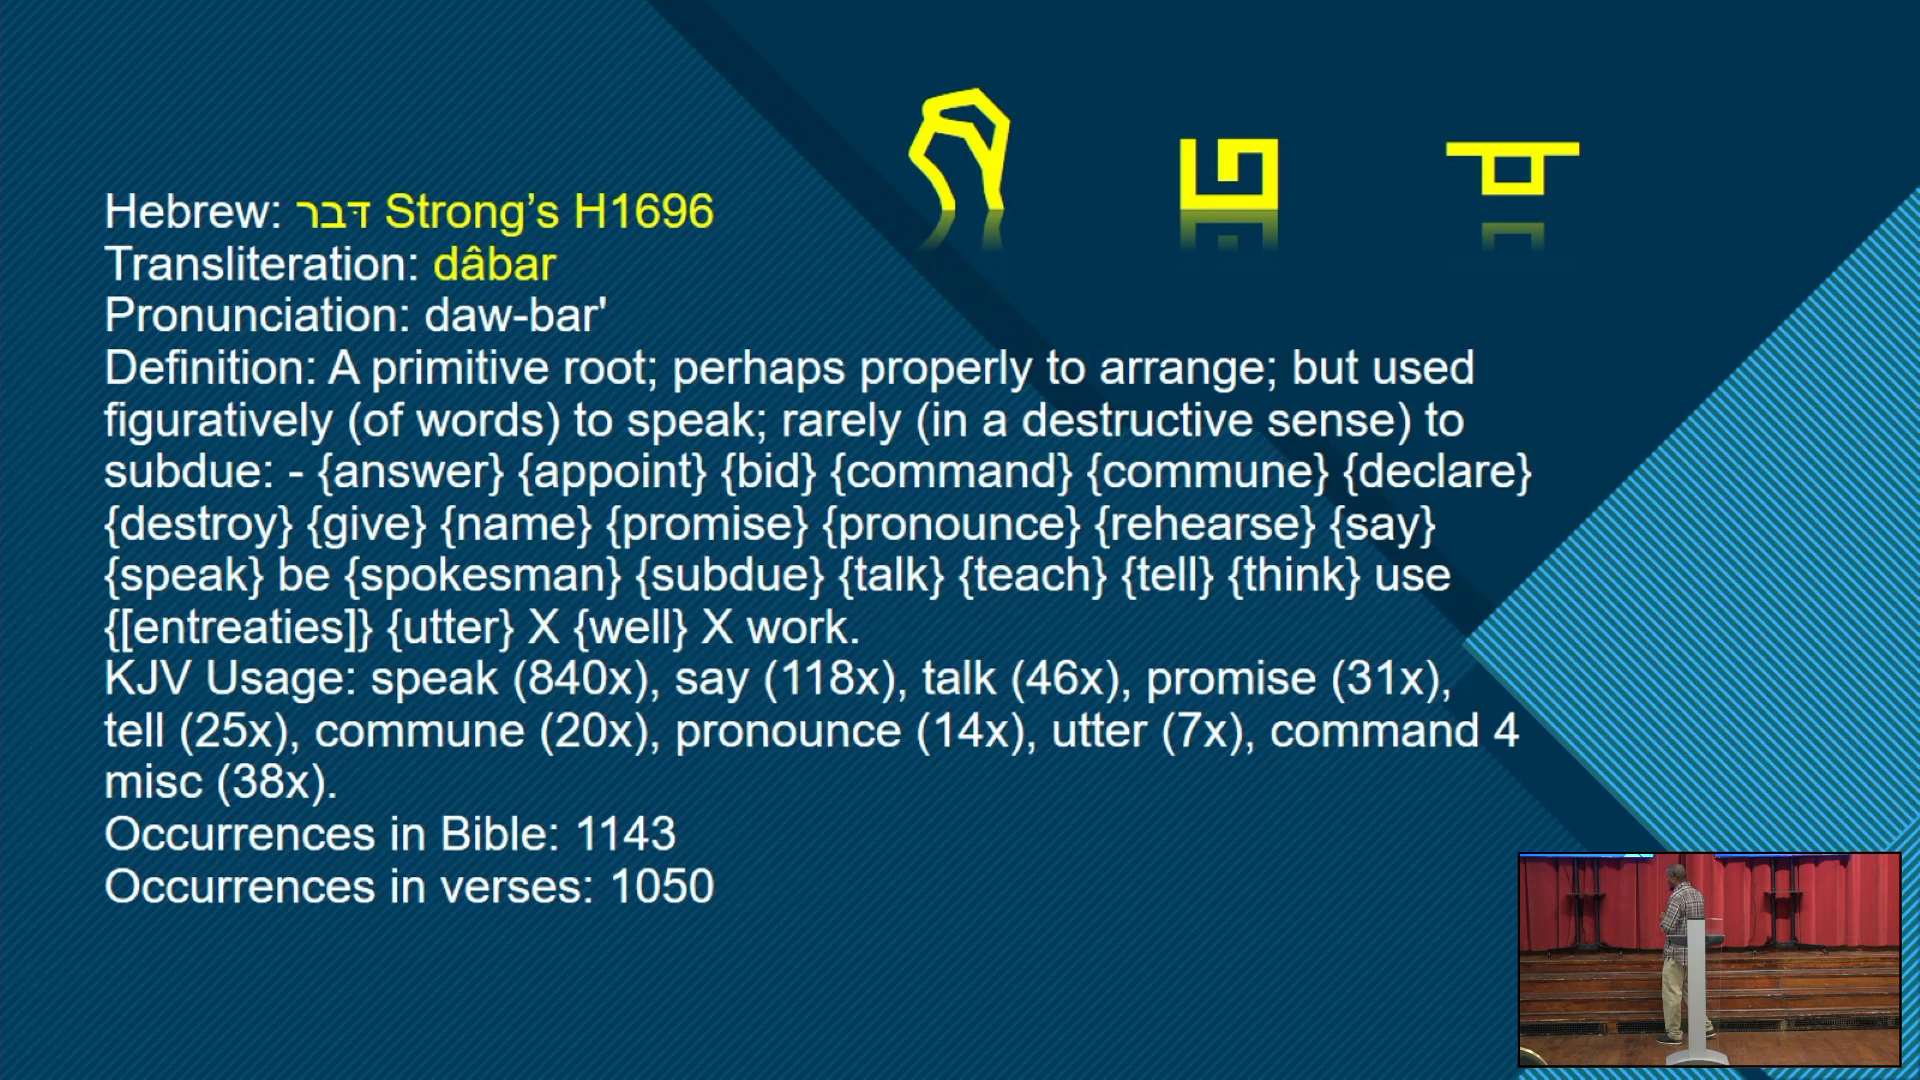 Hebrew: דּבר Strong’s H1696
Transliteration: dâbar
Pronunciation: daw-bar'
Definition: A primitive root; perhaps properly to arrange; but used
figuratively (of words) to speak; rarely (in a destructive sense) to
subdue: - {answer} {appoint} {bid} {command} {commune} {declare}
{destroy} {give} {name} {promise} {pronounce} {rehearse} {say}
{speak} be {spokesman} {subdue} {talk} {teach} {tell} {think} use
{[entreaties]} {utter} X {well} X work.
KJV Usage: speak (840x), say (118x), talk (46x), promise (31x),
tell (25x), commune (20x), pronounce (14x), utter (7x), command 4
misc (38x).
Occurrences in Bible: 1143
Occurrences in verses: 1050